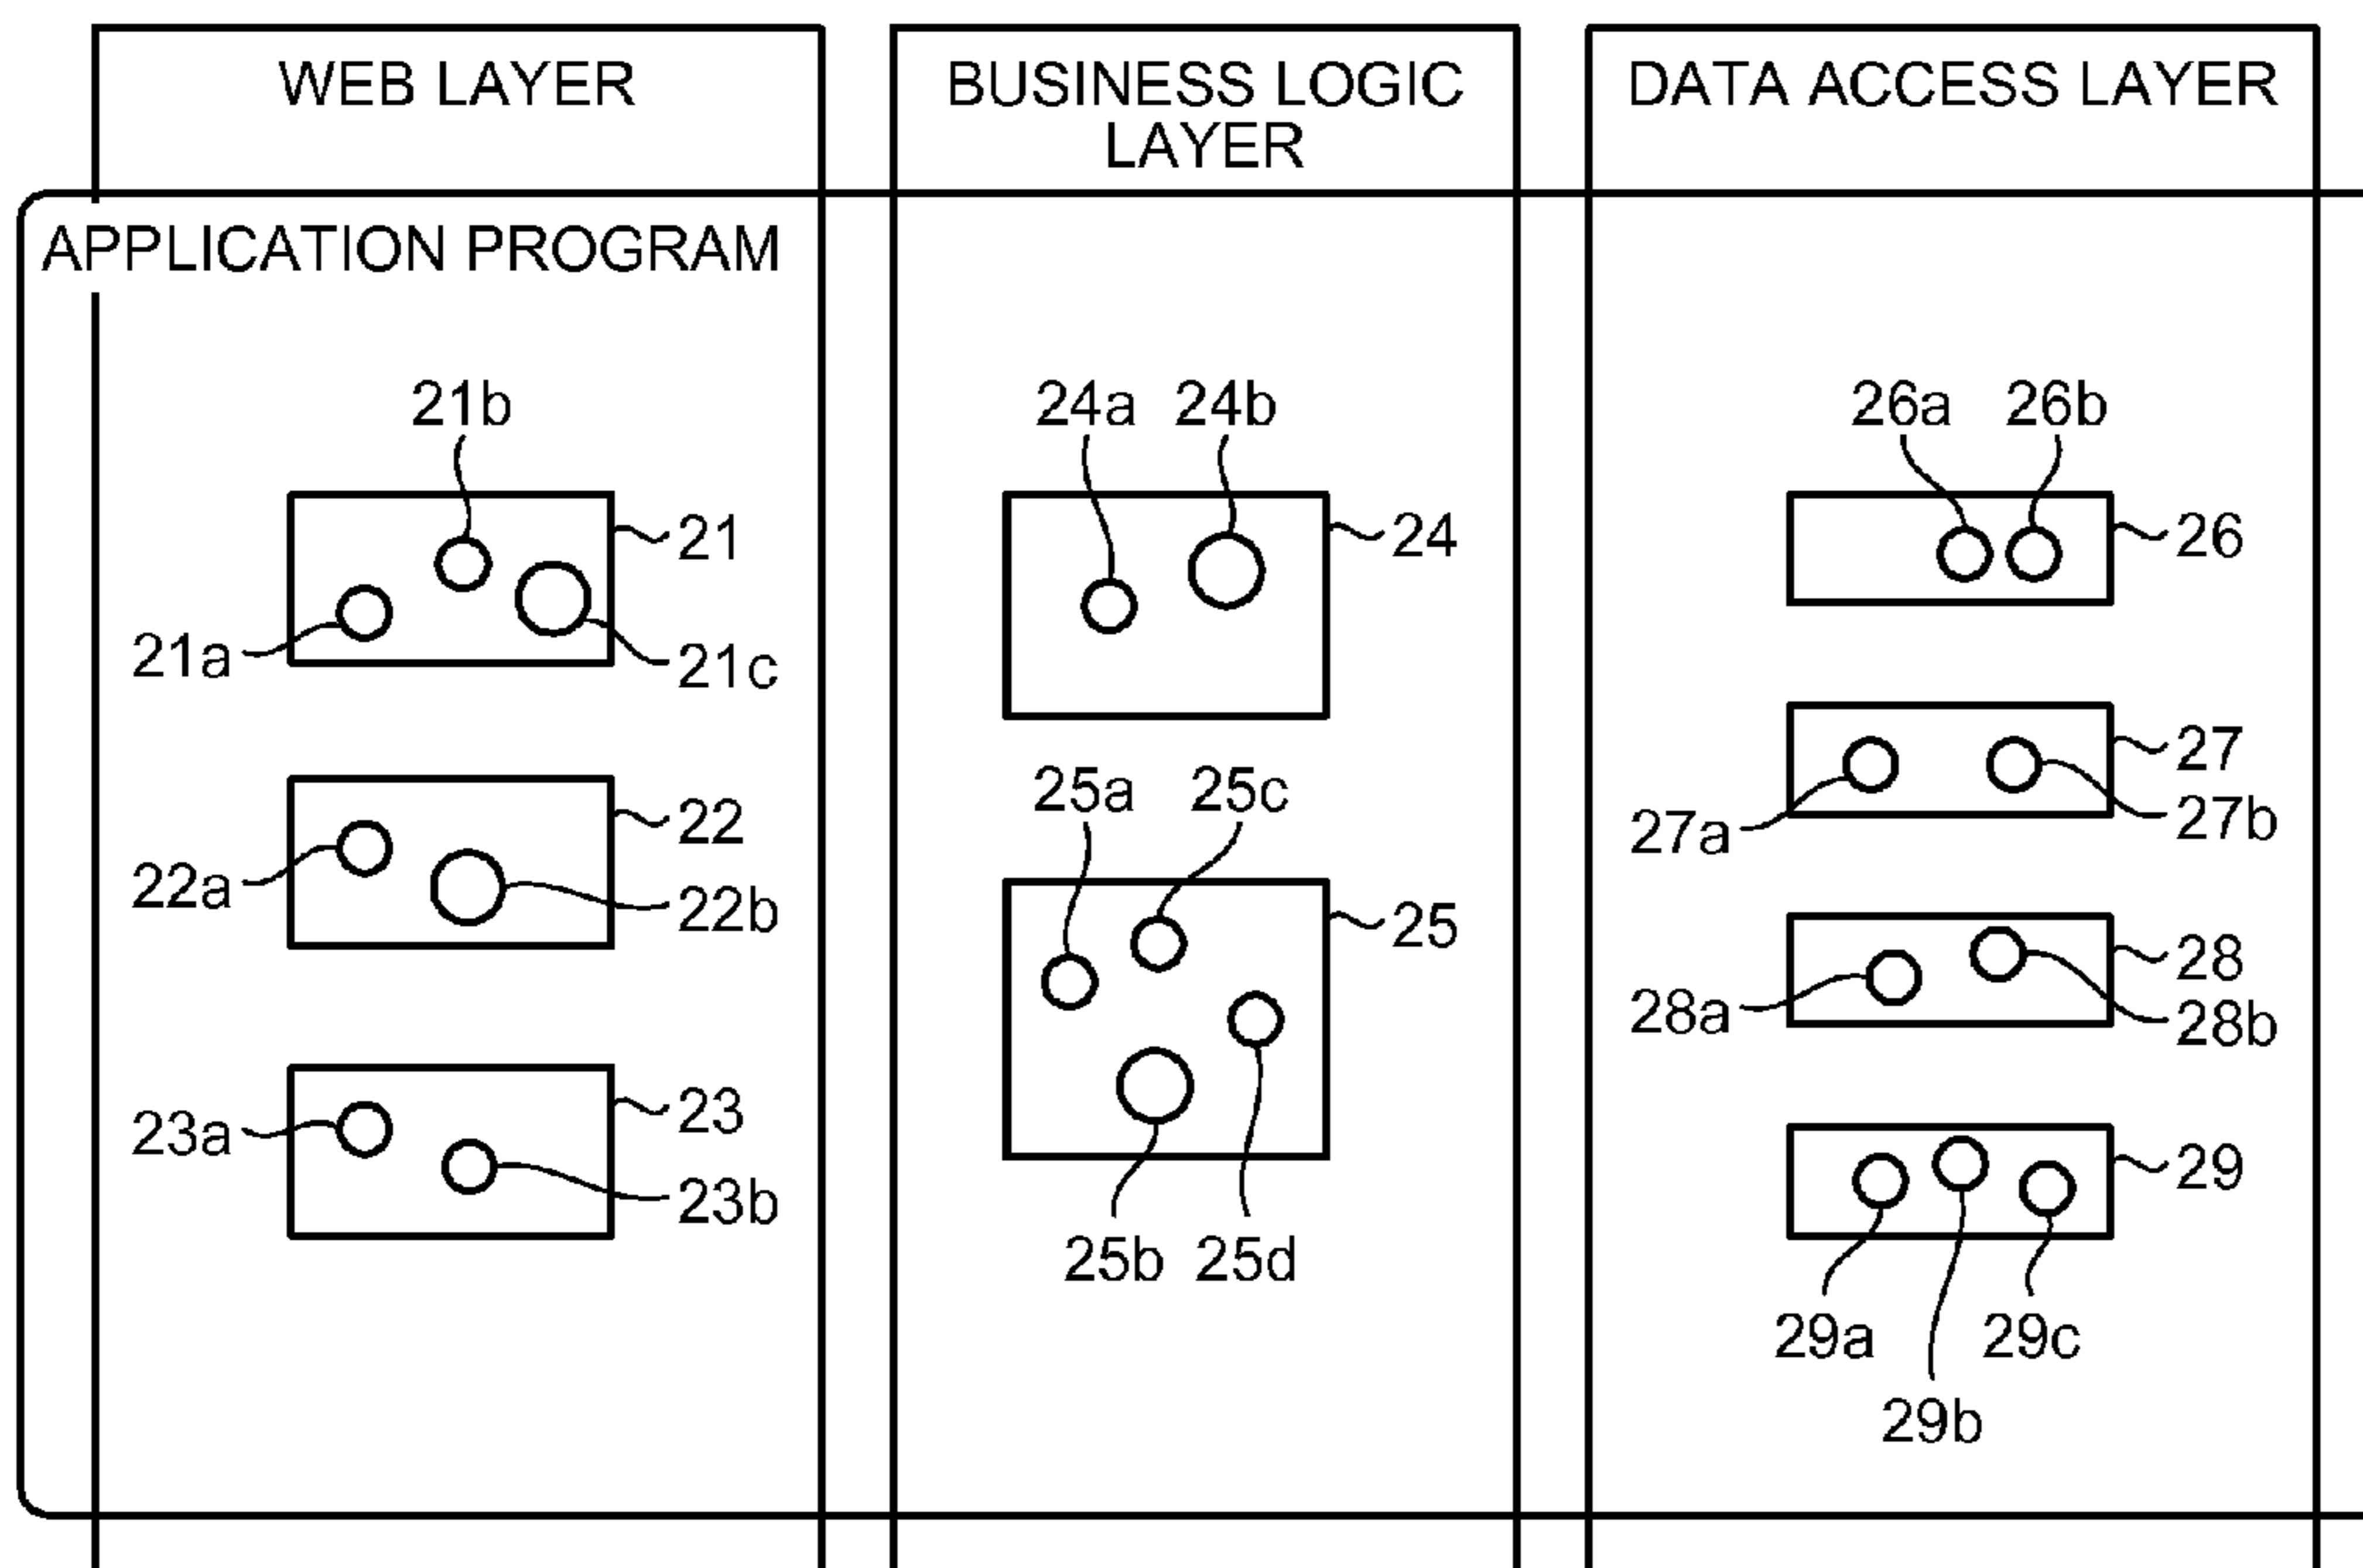 WEB LAYER
BUSINESS LOGIC
LAYER
DATA ACCESS LAYER
APPLICATION PROGRAM
21b
21
21a
21c
22
22a
22b
23
23a
23b
24a 24b
24
25a 25c
25
25b 25d
26a 26b
26
27
27a
27b
28
28a
28b
29
29a
29c
29b